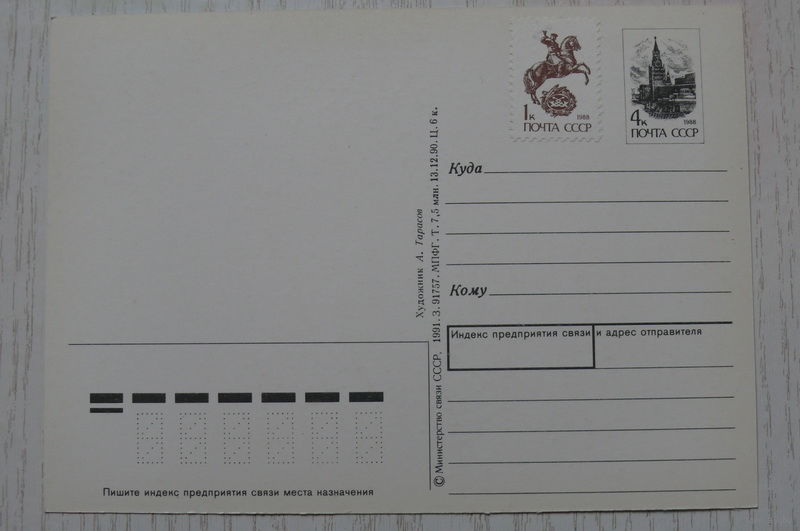 1к 1988
ПОЧТА СССР
4к 1988
ПОЧТА СССР
Куда
Кому
Индекс предприятия связи и адрес отправителя
Художник А. Тарасов
© Министерство связи СССР, 1991. З. 91757. МПФГ. Т. 7,5 млн. 13.12.90. Ц. 6 к.
Пишите индекс предприятия связи места назначения